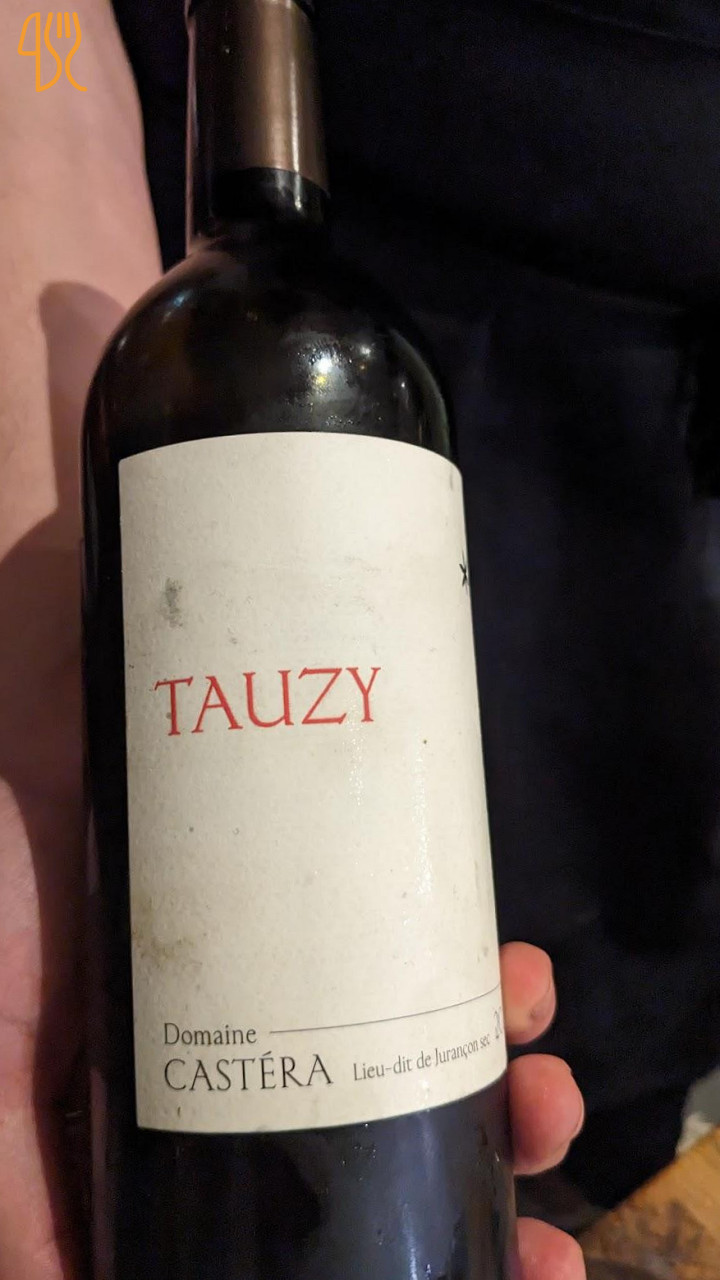 TAUZY
Domaine
CASTÉRA Lieu-dit de Jurançon sec